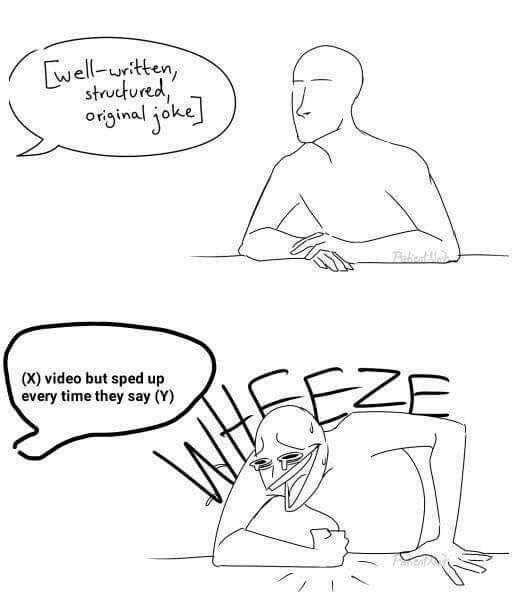 [well-written,
structured,
original joke]
(X) video but sped up
every time they say (Y)
WHEEZE